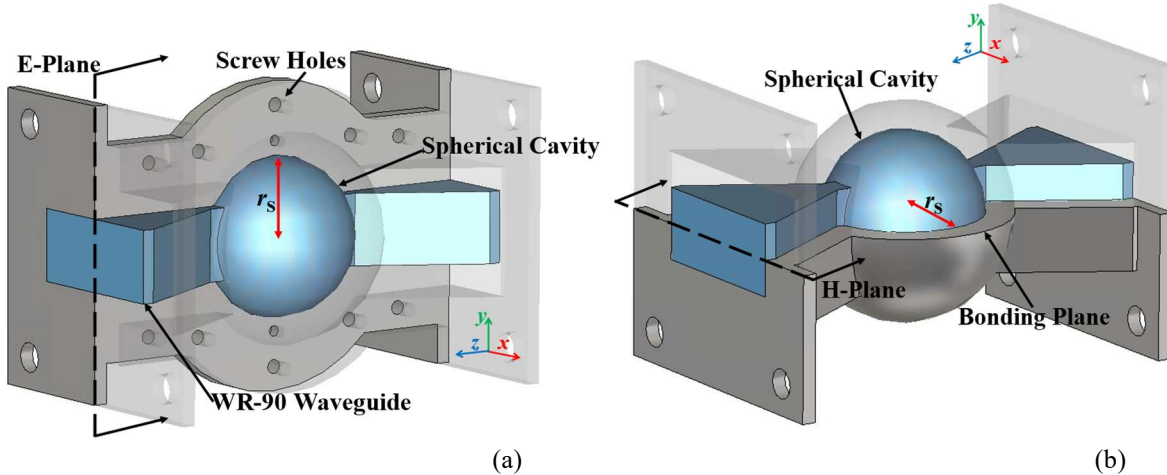 E-Plane
Screw Holes
Spherical Cavity
rs
y
z x
WR-90 Waveguide
(a)
y
z x
Spherical Cavity
rs
H-Plane
Bonding Plane
(b)